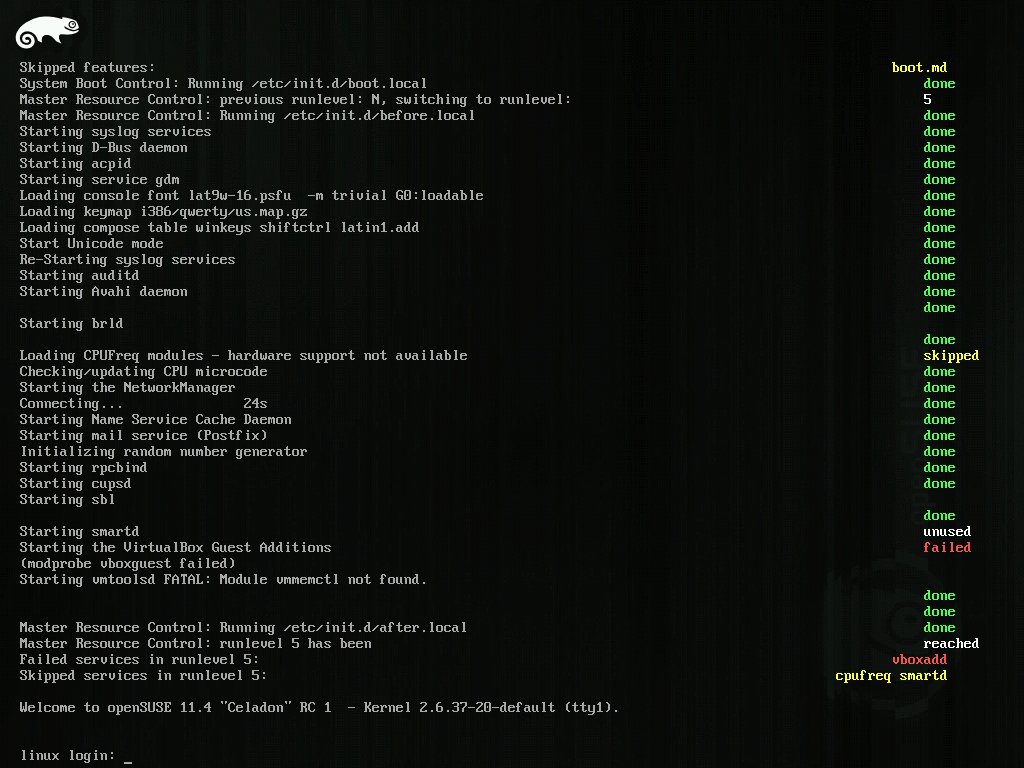 Skipped features: boot.md
System Boot Control: Running /etc/init.d/boot.local done
Master Resource Control: previous runlevel: N, switching to runlevel: 5
Master Resource Control: Running /etc/init.d/before.local done
Starting syslog services done
Starting D-Bus daemon done
Starting acpid done
Starting service gdm done
Loading console font lat9w-16.psfu  -m trivial G0:loadable done
Loading keymap i386/qwerty/us.map.gz done
Loading compose table winkeys shiftctrl latin1.add done
Start Unicode mode done
Re-Starting syslog services done
Starting auditd done
Starting Avahi daemon done
done
Starting brld
done
Loading CPUFreq modules - hardware support not available skipped
Checking/updating CPU microcode done
Starting the NetworkManager done
Connecting... 24s done
Starting Name Service Cache Daemon done
Starting mail service (Postfix) done
Initializing random number generator done
Starting rpcbind done
Starting cupsd done
Starting sbl
done
Starting smartd unused
Starting the VirtualBox Guest Additions failed
(modprobe vboxguest failed)
Starting vmtoolsd FATAL: Module vmmemctl not found.
done
done
Master Resource Control: Running /etc/init.d/after.local done
Master Resource Control: runlevel 5 has been reached
Failed services in runlevel 5: vboxadd
Skipped services in runlevel 5: cpufreq smartd
Welcome to openSUSE 11.4 "Celadon" RC 1  - Kernel 2.6.37-20-default (tty1).
linux login: _